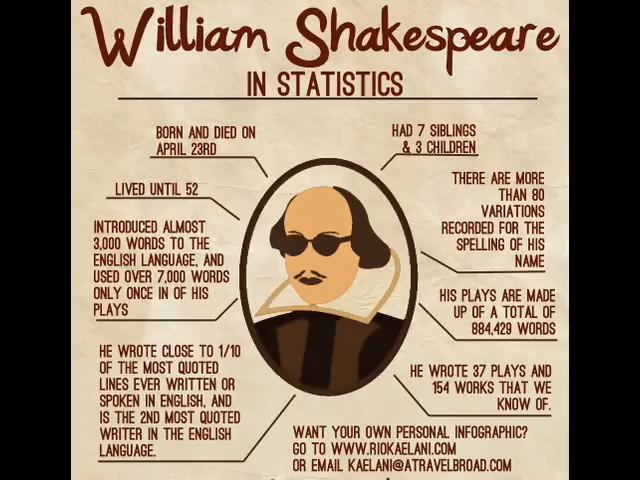 William Shakespeare
IN STATISTICS
BORN AND DIED ON
APRIL 23RD
HAD 7 SIBLINGS
& 3 CHILDREN
LIVED UNTIL 52
THERE ARE MORE
THAN 80
VARIATIONS
RECORDED FOR THE
SPELLING OF HIS
NAME
INTRODUCED ALMOST
3,000 WORDS TO THE
ENGLISH LANGUAGE, AND
USED OVER 7,000 WORDS
ONLY ONCE IN OF HIS
PLAYS
HIS PLAYS ARE MADE
UP OF A TOTAL OF
884,429 WORDS
HE WROTE CLOSE TO 1/10
OF THE MOST QUOTED
LINES EVER WRITTEN OR
SPOKEN IN ENGLISH, AND
IS THE 2ND MOST QUOTED
WRITER IN THE ENGLISH
LANGUAGE.
HE WROTE 37 PLAYS AND
154 WORKS THAT WE
KNOW OF.
WANT YOUR OWN PERSONAL INFOGRAPHIC?
GO TO WWW.RIOKAELANI.COM
OR EMAIL KAELANI@ATRAVELBROAD.COM